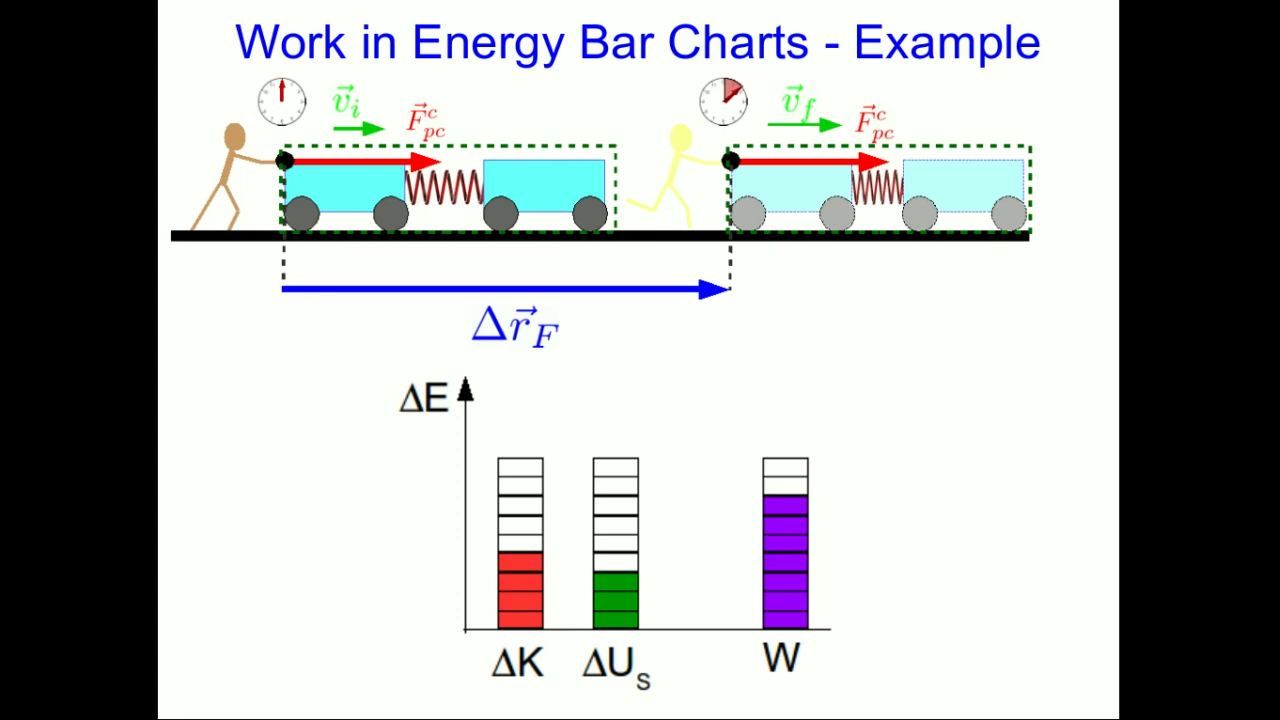 Work in Energy Bar Charts - Example
v⃗i F⃗ᶜpc v⃗f F⃗ᶜpc
Δr⃗F
ΔE
ΔK ΔUs W